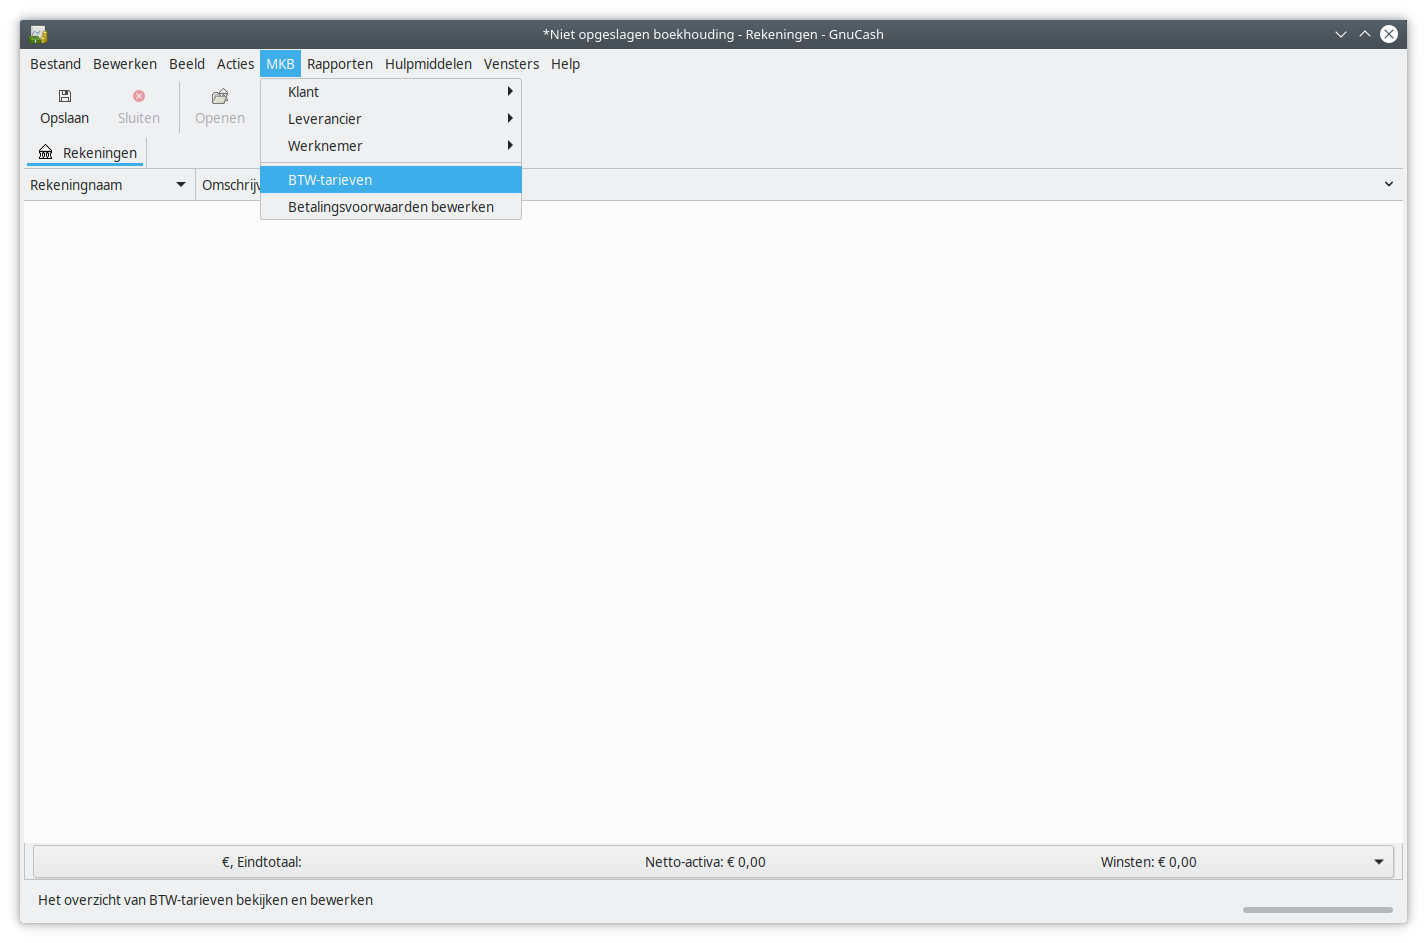 *Niet opgeslagen boekhouding - Rekeningen - GnuCash
Bestand Bewerken Beeld Acties MKB Rapporten Hulpmiddelen Vensters Help
Opslaan Sluiten Openen
Klant
Leverancier
Werknemer
BTW-tarieven
Betalingsvoorwaarden bewerken
Rekeningen
Rekeningnaam Omschrijv
€, Eindtotaal: Netto-activa: € 0,00 Winsten: € 0,00
Het overzicht van BTW-tarieven bekijken en bewerken